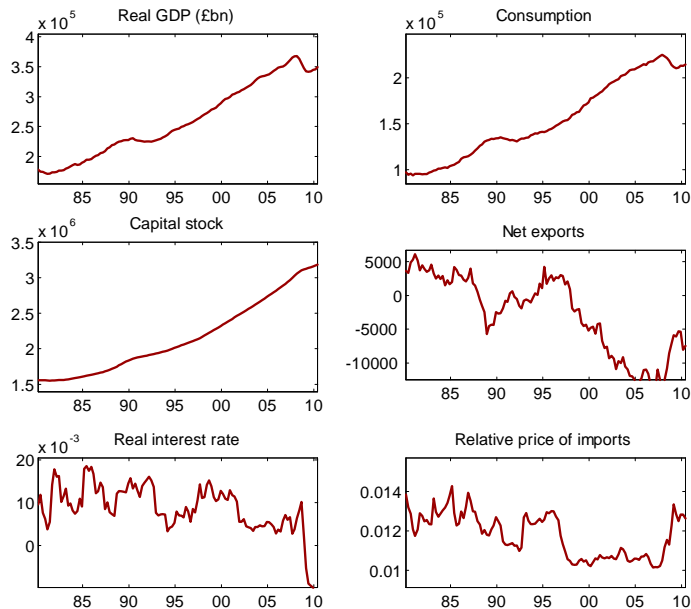 Real GDP (£bn)
x 10^5
4
3.5
3
2.5
2
85 90 95 00 05 10
Consumption
x 10^5
2
1.5
1
85 90 95 00 05 10
Capital stock
x 10^6
3.5
3
2.5
2
1.5
85 90 95 00 05 10
Net exports
5000
0
-5000
-10000
85 90 95 00 05 10
Real interest rate
x 10^-3
20
10
0
85 90 95 00 05 10
Relative price of imports
0.014
0.012
0.01
85 90 95 00 05 10